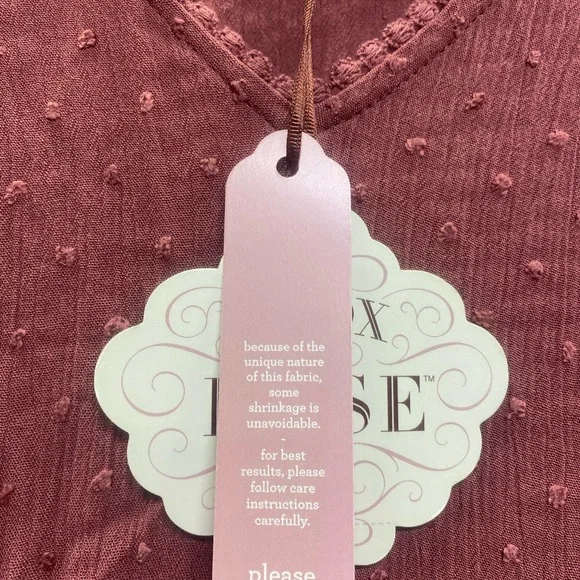 because of the
unique nature
of this fabric,
some
shrinkage is
unavoidable.
-
for best
results, please
follow care
instructions
carefully.
please